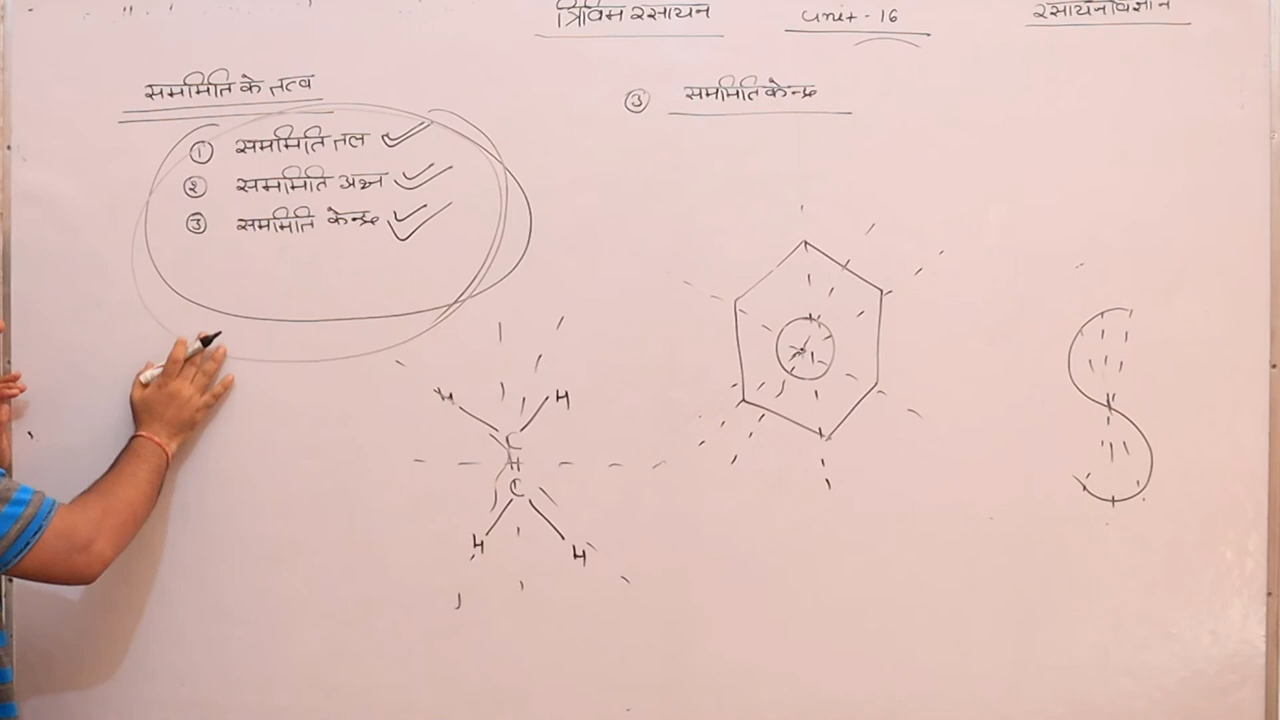 त्रिविम रसायन unit - 16 रसायनविज्ञान
सममिति के तत्व
① सममिति तल
② सममिति अक्ष
③ सममिति केन्द्र
③ सममिति केन्द्र
H H
C
C
H H
S